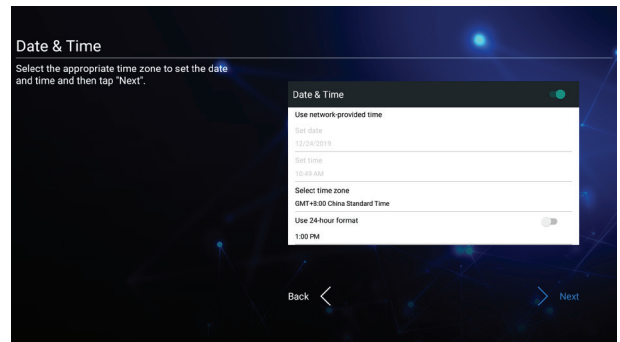 Date & Time
Select the appropriate time zone to set the date
and time and then tap "Next".
Date & Time
Use network-provided time
Set date
12/24/2019
Set time
10:49 AM
Select time zone
GMT+8:00 China Standard Time
Use 24-hour format
1:00 PM
Back
Next